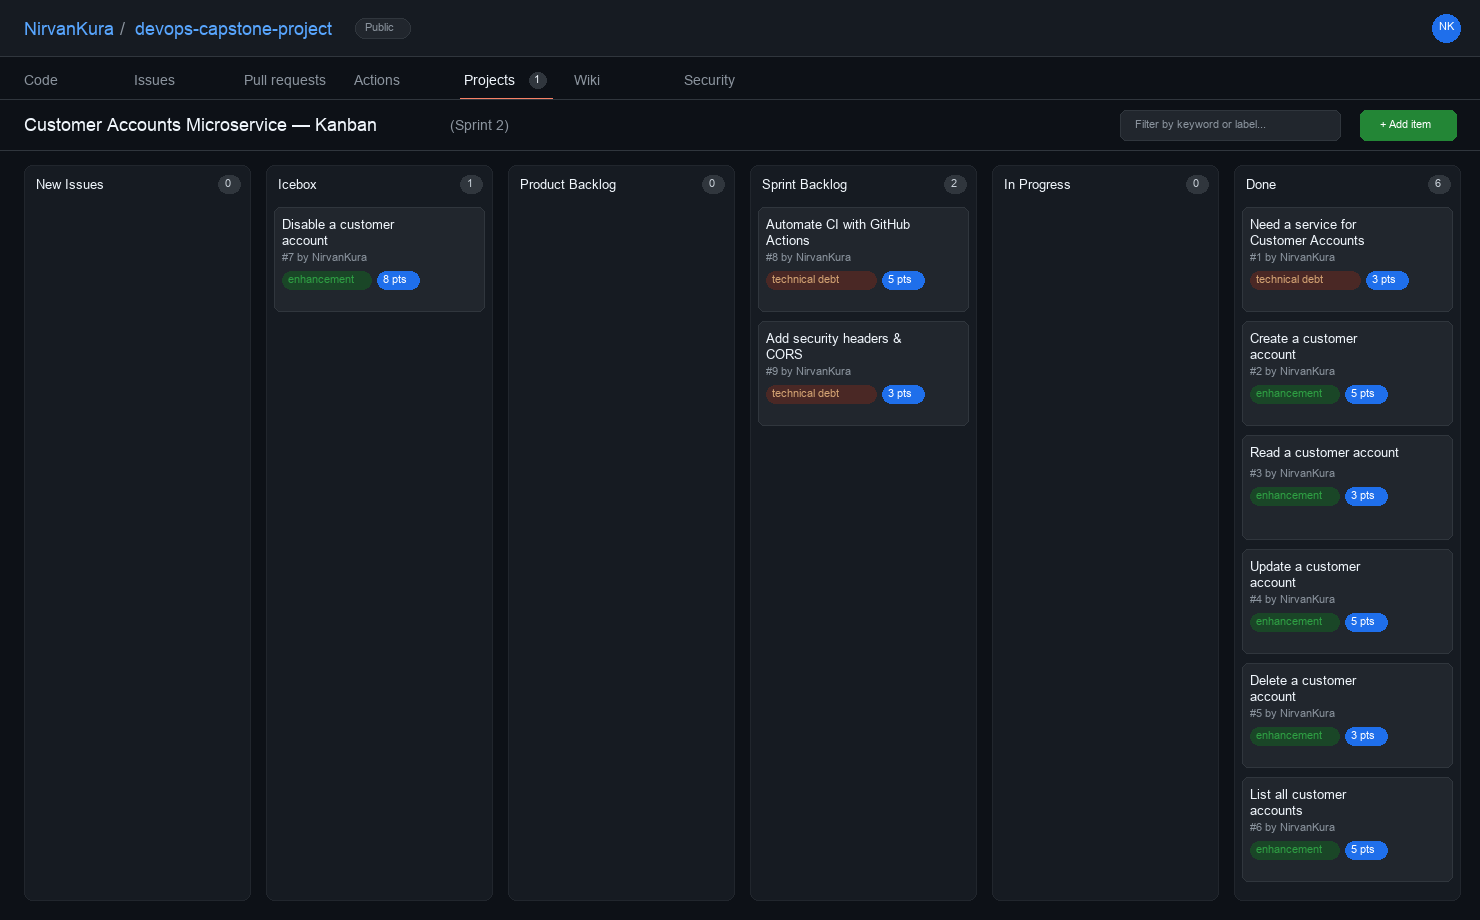 NirvanKura / devops-capstone-project Public NK
Code Issues Pull requests Actions Projects 1 Wiki Security
Customer Accounts Microservice — Kanban (Sprint 2) Filter by keyword or label... + Add item
New Issues 0
Icebox 1
Disable a customer
account
#7 by NirvanKura
enhancement 8 pts
Product Backlog 0
Sprint Backlog 2
Automate CI with GitHub
Actions
#8 by NirvanKura
technical debt 5 pts
Add security headers &
CORS
#9 by NirvanKura
technical debt 3 pts
In Progress 0
Done 6
Need a service for
Customer Accounts
#1 by NirvanKura
technical debt 3 pts
Create a customer
account
#2 by NirvanKura
enhancement 5 pts
Read a customer account
#3 by NirvanKura
enhancement 3 pts
Update a customer
account
#4 by NirvanKura
enhancement 5 pts
Delete a customer
account
#5 by NirvanKura
enhancement 3 pts
List all customer
accounts
#6 by NirvanKura
enhancement 5 pts